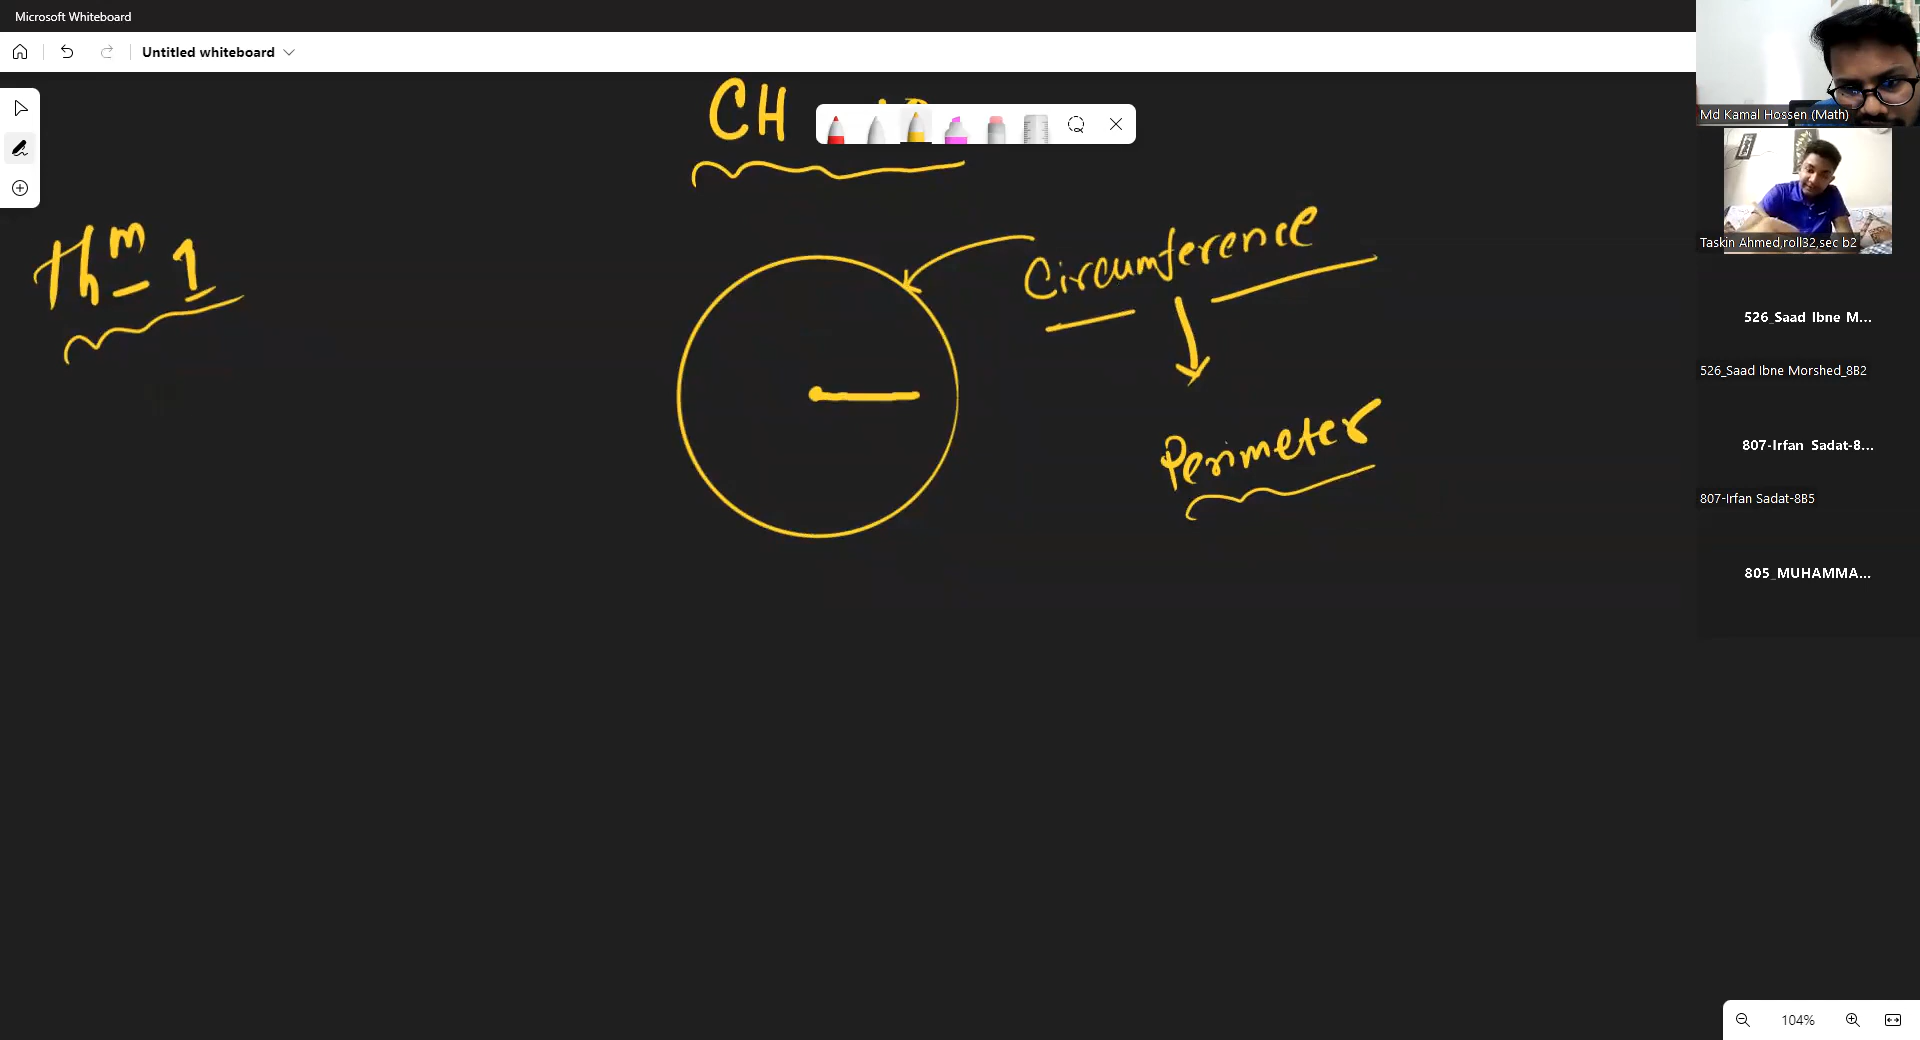 Microsoft Whiteboard
Untitled whiteboard
CH
Th m - 1
Circumference
Perimeter
Md Kamal Hossen (Math)
Taskin Ahmed,roll32,sec b2
526_Saad Ibne M...
526_Saad Ibne Morshed_8B2
807-Irfan Sadat-8...
807-Irfan Sadat-8B5
805_MUHAMMA...
104%